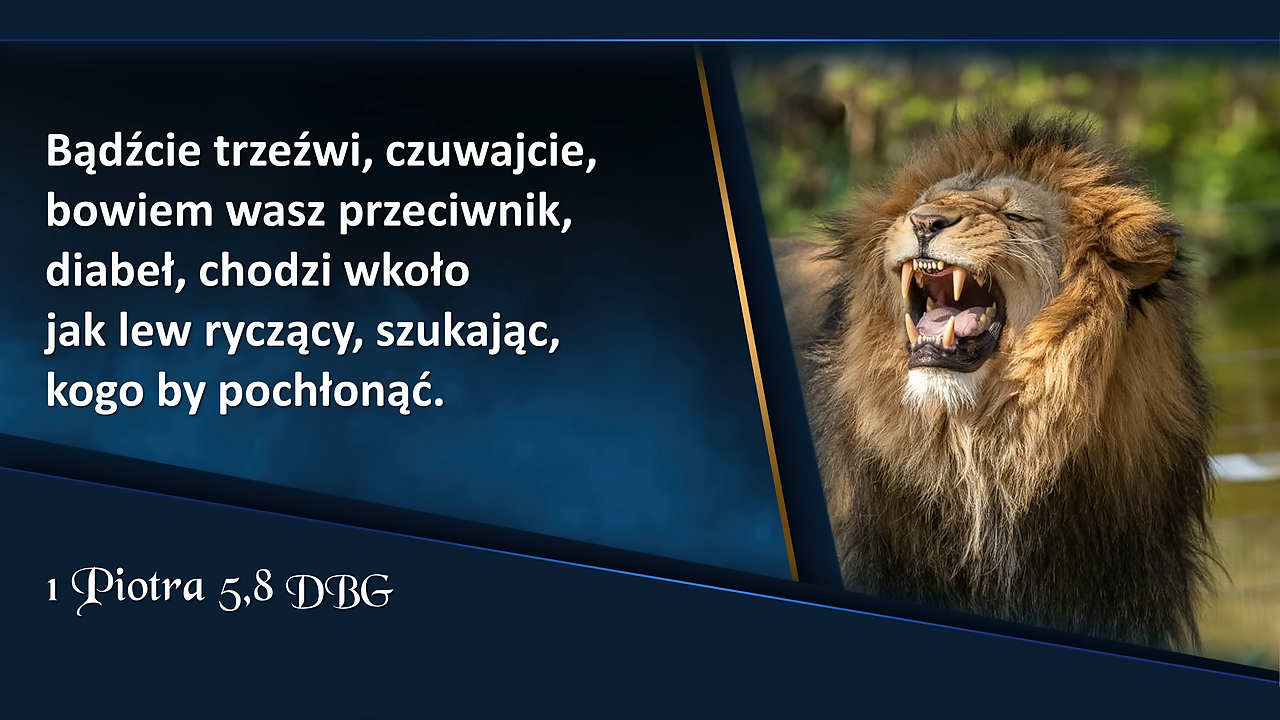 Bądźcie trzeźwi, czuwajcie,
bowiem wasz przeciwnik,
diabeł, chodzi wkoło
jak lew ryczący, szukając,
kogo by pochłonąć.
1 Piotra 5,8 DBG